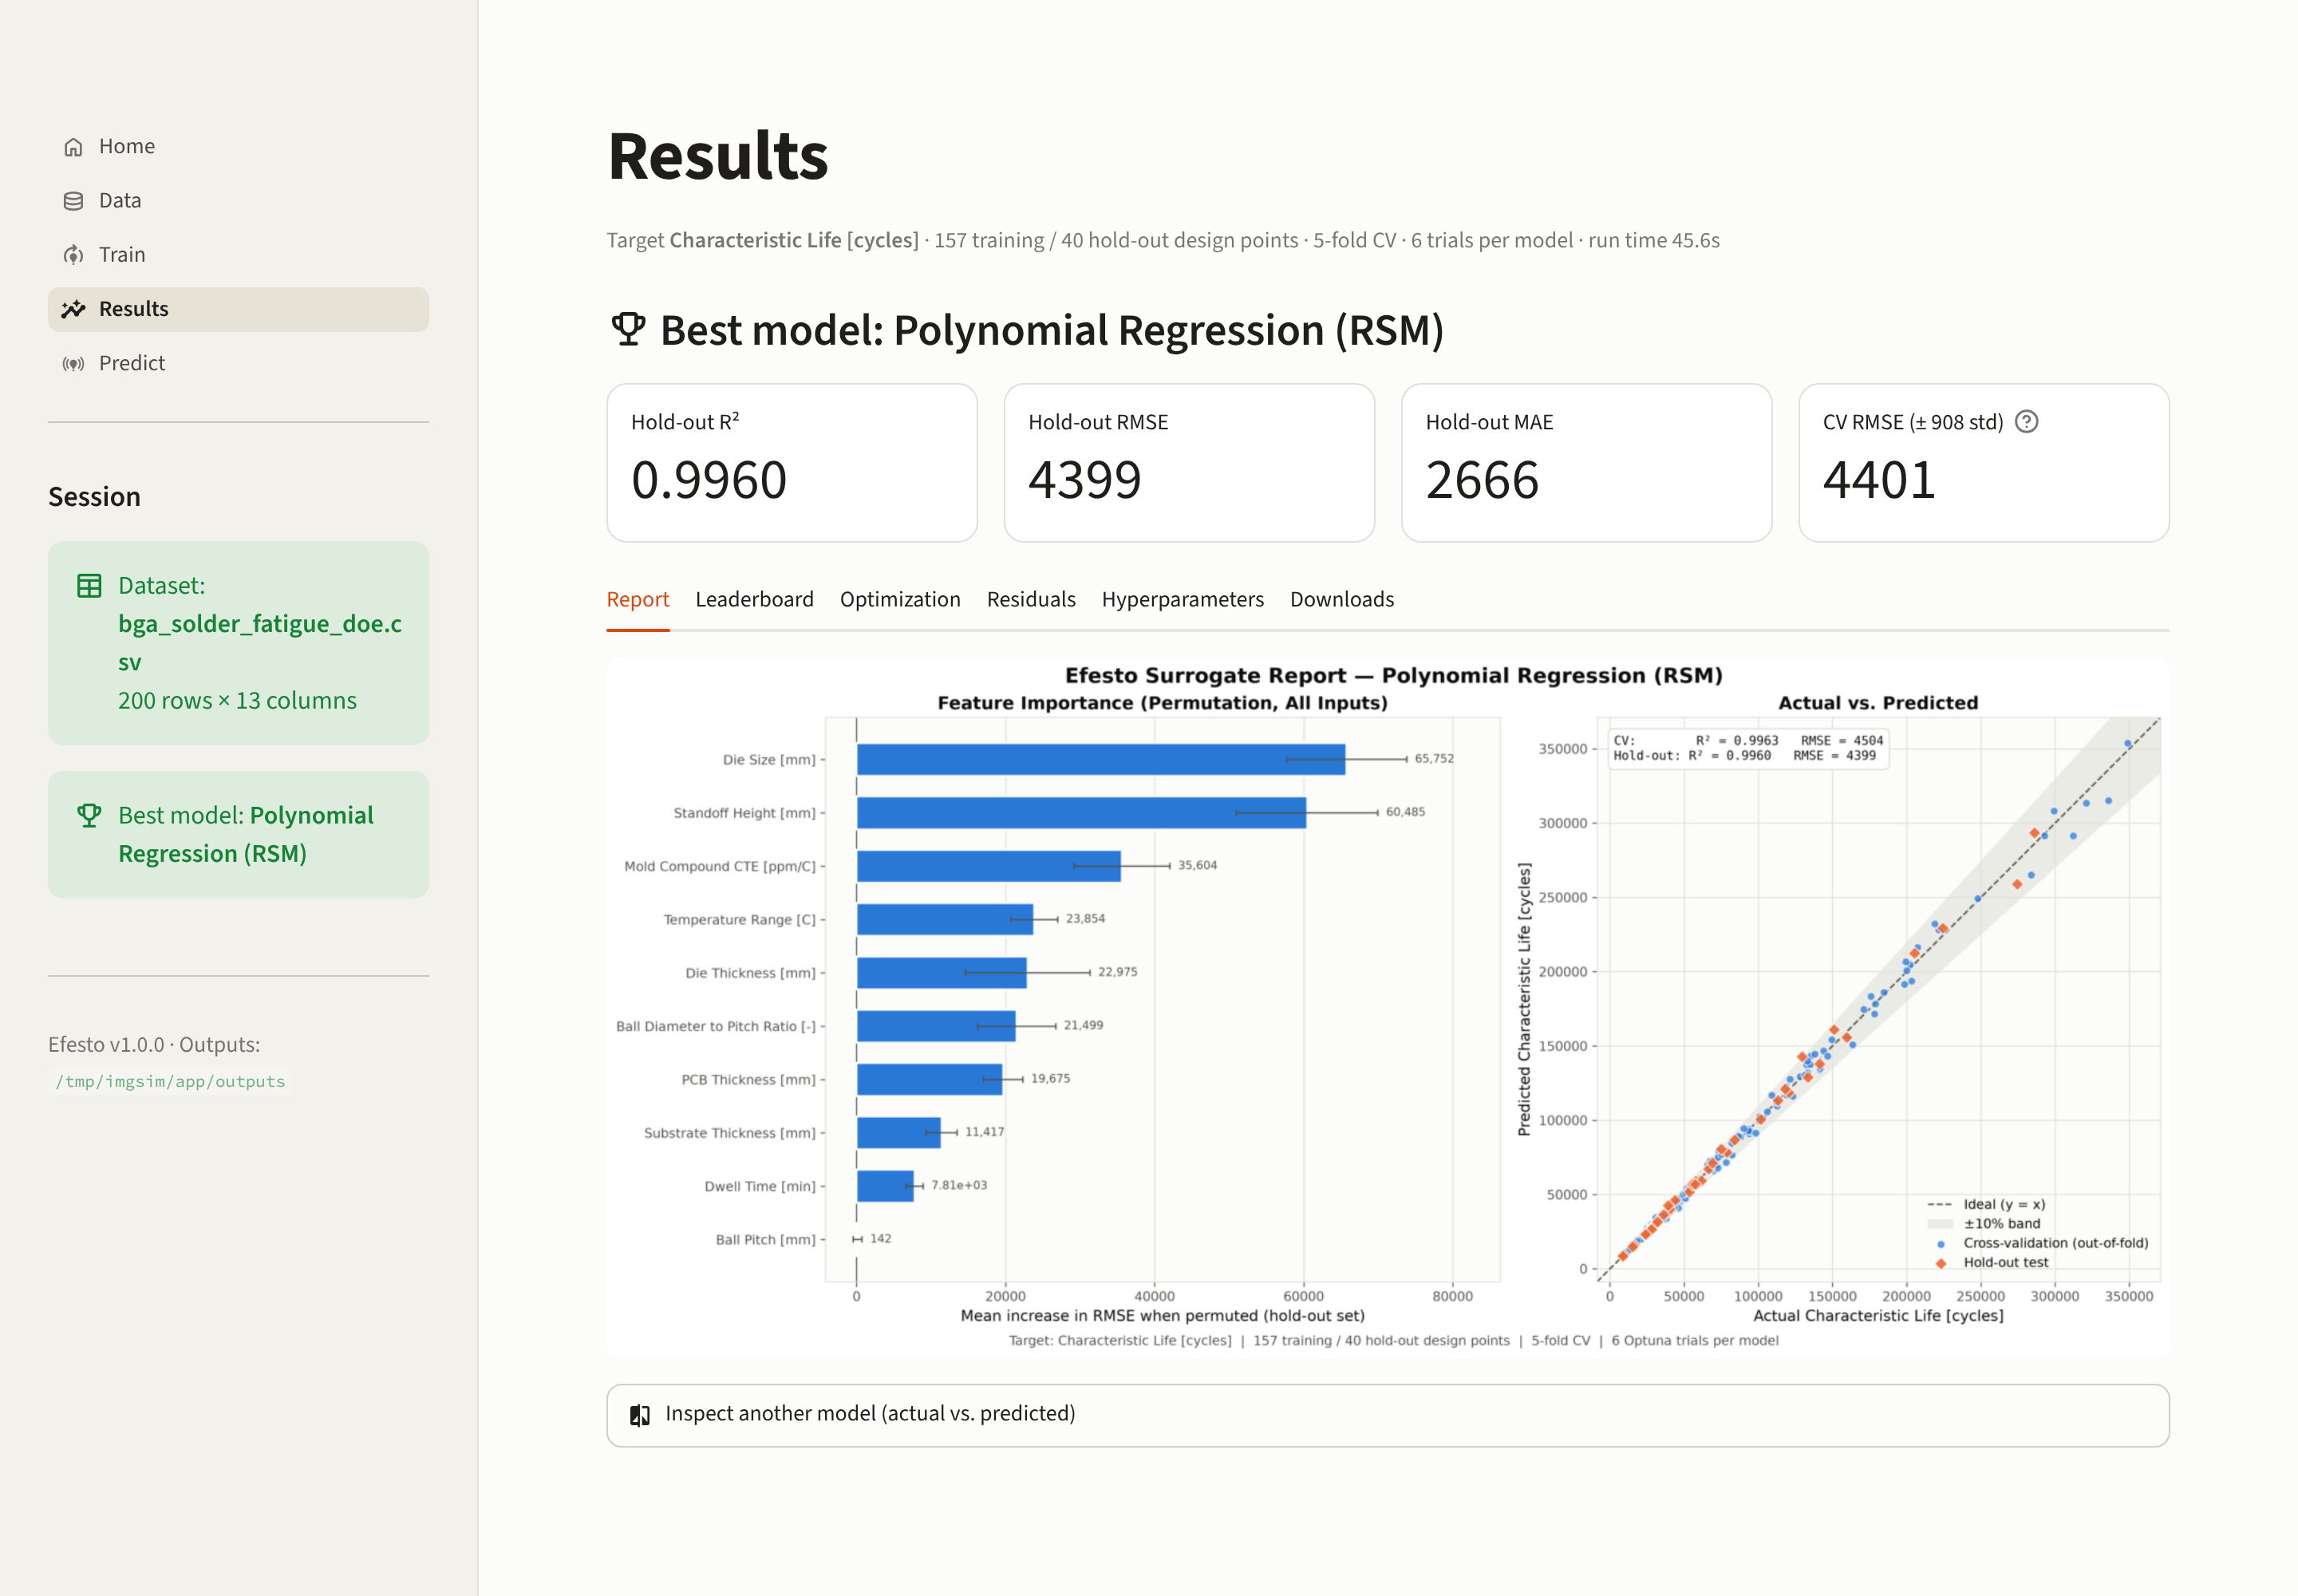 Home
Data
Train
Results
Predict
Session
Dataset:
bga_solder_fatigue_doe.c
sv
200 rows × 13 columns
Best model: Polynomial
Regression (RSM)
Efesto v1.0.0 · Outputs:
/tmp/imgsim/app/outputs
Results
Target Characteristic Life [cycles] · 157 training / 40 hold-out design points · 5-fold CV · 6 trials per model · run time 45.6s
Best model: Polynomial Regression (RSM)
Hold-out R²
0.9960
Hold-out RMSE
4399
Hold-out MAE
2666
CV RMSE (± 908 std)
4401
Report Leaderboard Optimization Residuals Hyperparameters Downloads
Efesto Surrogate Report — Polynomial Regression (RSM)
Feature Importance (Permutation, All Inputs)
Die Size [mm] 65,752
Standoff Height [mm] 60,485
Mold Compound CTE [ppm/C] 35,604
Temperature Range [C] 23,854
Die Thickness [mm] 22,975
Ball Diameter to Pitch Ratio [-] 21,499
PCB Thickness [mm] 19,675
Substrate Thickness [mm] 11,417
Dwell Time [min] 7.81e+03
Ball Pitch [mm] 142
0 20000 40000 60000 80000
Mean increase in RMSE when permuted (hold-out set)
Actual vs. Predicted
CV: R² = 0.9963 RMSE = 4504
Hold-out: R² = 0.9960 RMSE = 4399
Predicted Characteristic Life [cycles]
350000
300000
250000
200000
150000
100000
50000
0
Ideal (y = x)
±10% band
Cross-validation (out-of-fold)
Hold-out test
0 50000 100000 150000 200000 250000 300000 350000
Actual Characteristic Life [cycles]
Target: Characteristic Life [cycles] | 157 training / 40 hold-out design points | 5-fold CV | 6 Optuna trials per model
Inspect another model (actual vs. predicted)